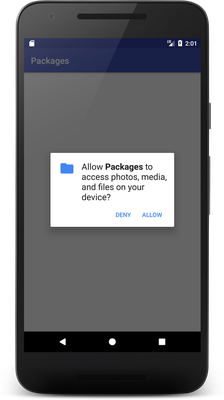 2:01
Packages
Allow Packages to
access photos, media,
and files on your
device?
DENY ALLOW